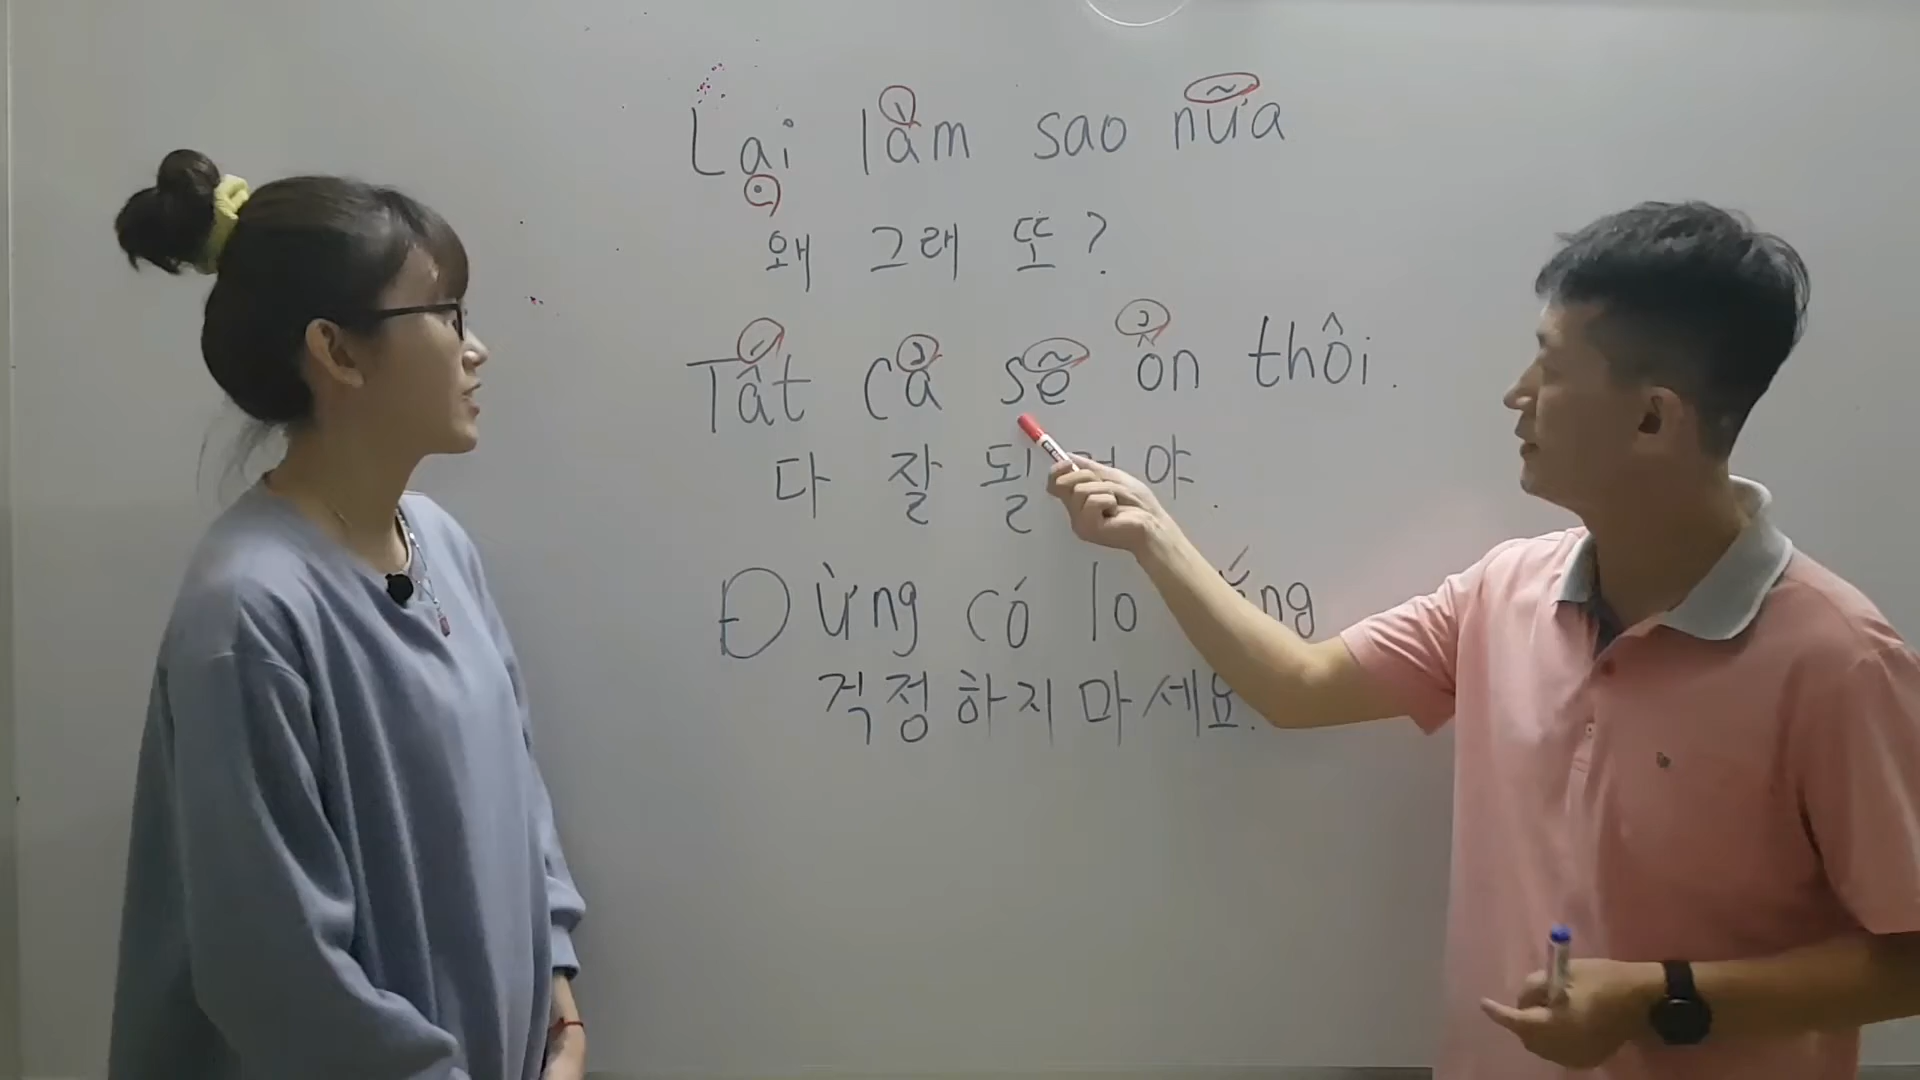 Lại làm sao nữa
왜 그래 또?
Tất cả sẽ ổn thôi.
다 잘 될 야.
Đừng có lo
걱정하지마세요.